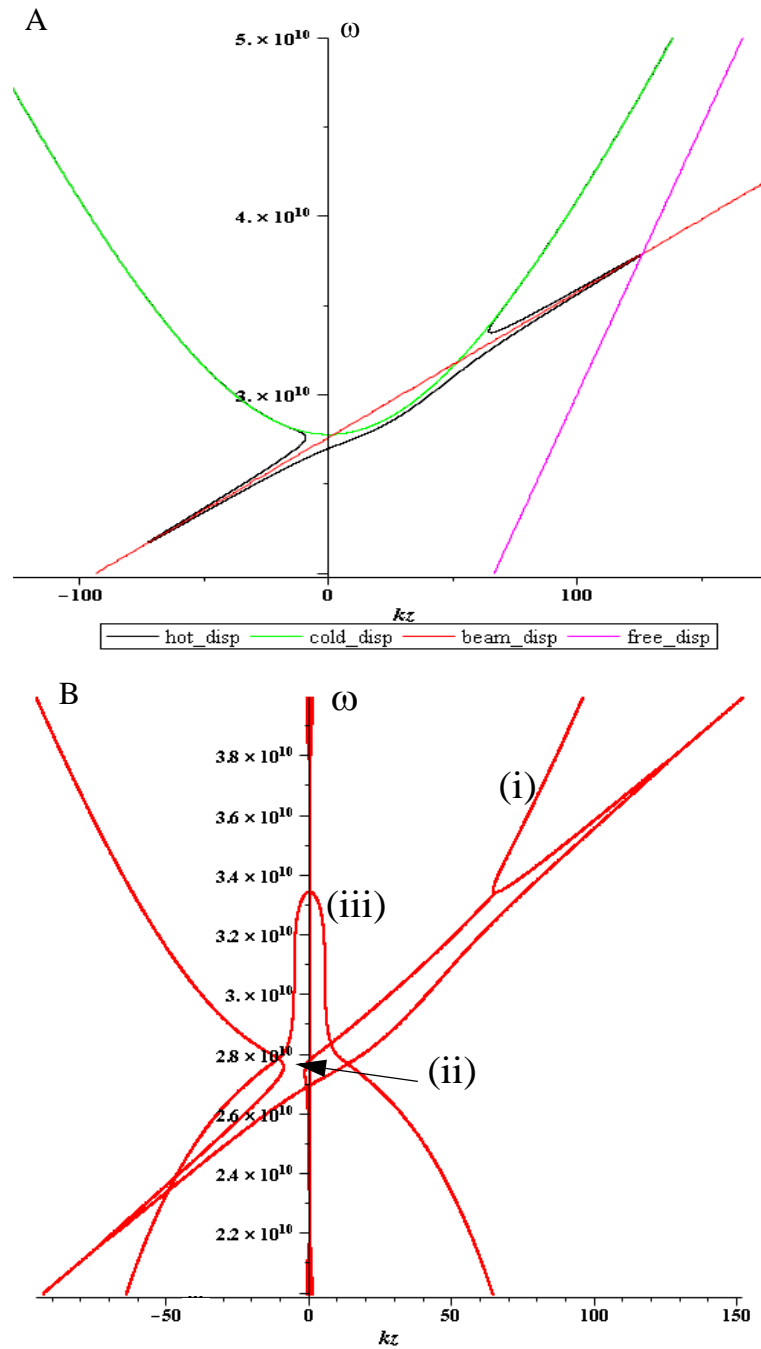 A
5. × 10¹⁰ ω
4. × 10¹⁰
3. × 10¹⁰
−100 0 100
kz
hot_disp cold_disp beam_disp free_disp
B
ω
3.8 × 10¹⁰
(i)
3.6 × 10¹⁰
3.4 × 10¹⁰
(iii)
3.2 × 10¹⁰
3. × 10¹⁰
2.8 × 10¹⁰
(ii)
2.6 × 10¹⁰
2.4 × 10¹⁰
2.2 × 10¹⁰
−50 0 50 100 150
kz